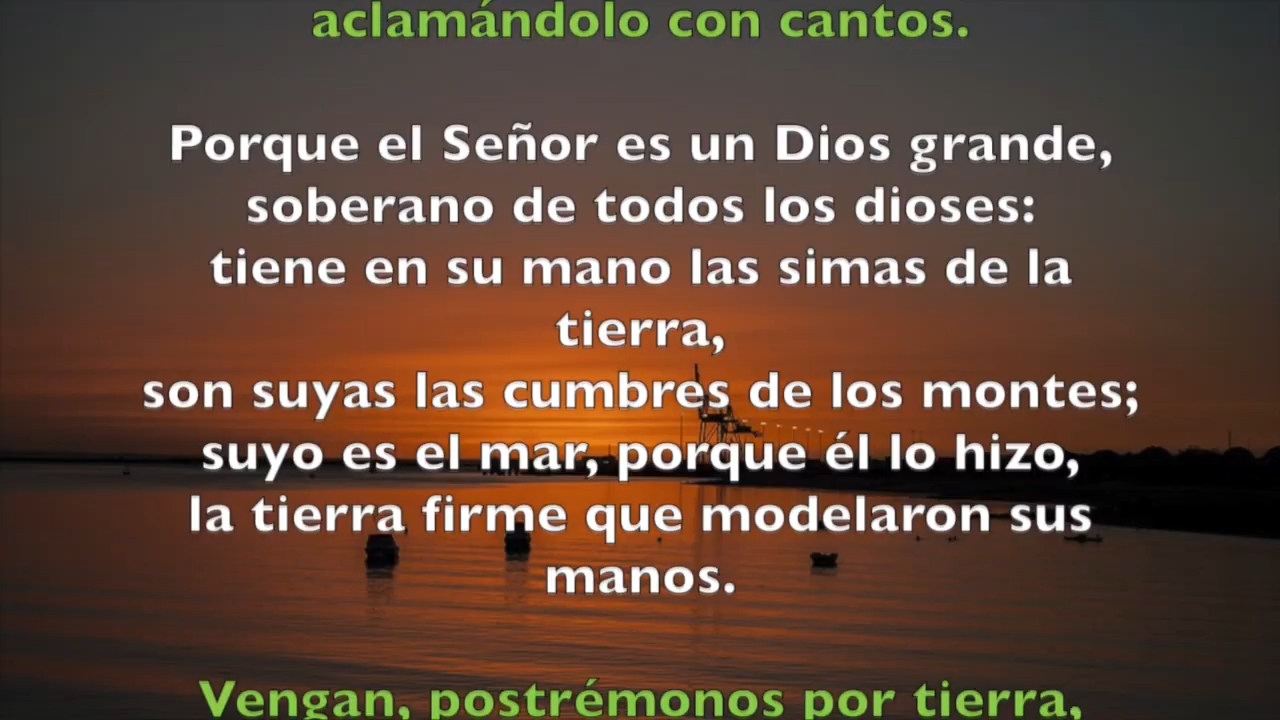 aclamándolo con cantos.
Porque el Señor es un Dios grande,
soberano de todos los dioses:
tiene en su mano las simas de la
tierra,
son suyas las cumbres de los montes;
suyo es el mar, porque él lo hizo,
la tierra firme que modelaron sus
manos.
Vengan, postrémonos por tierra,